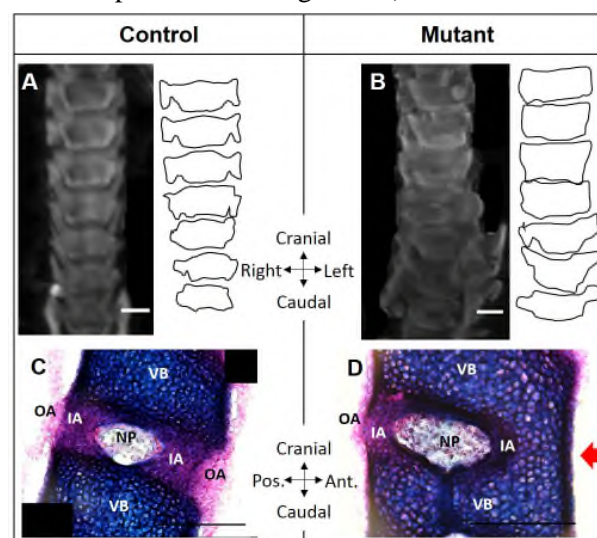 Control
Mutant
A
B
Cranial
Right Left
Caudal
C
D
VB
VB
OA
IA
NP
IA
OA
VB
OA
IA
NP
IA
VB
Cranial
Pos. Ant.
Caudal